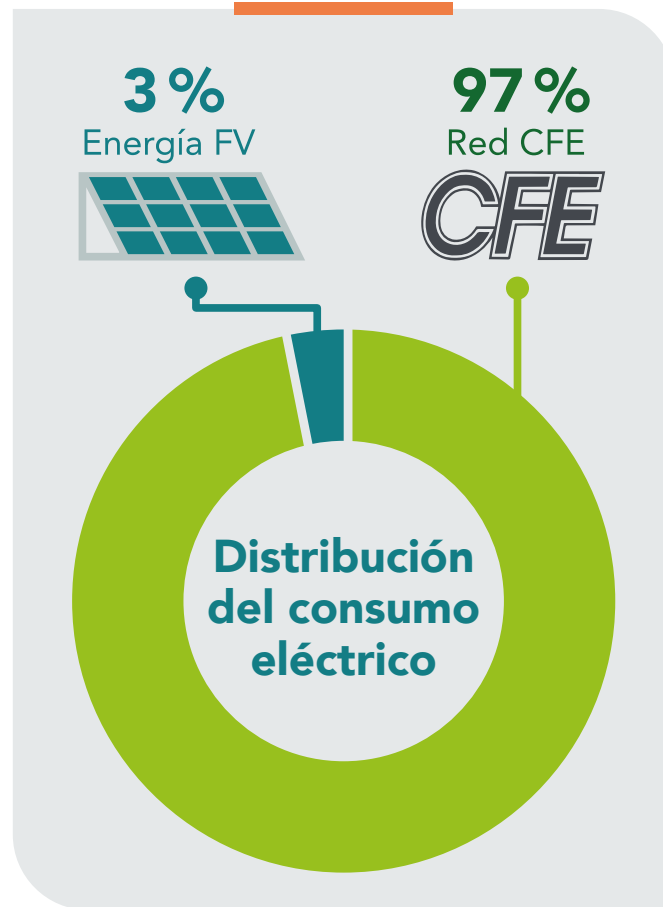 3 %
Energía FV
97 %
Red CFE
CFE
Distribución
del consumo
eléctrico